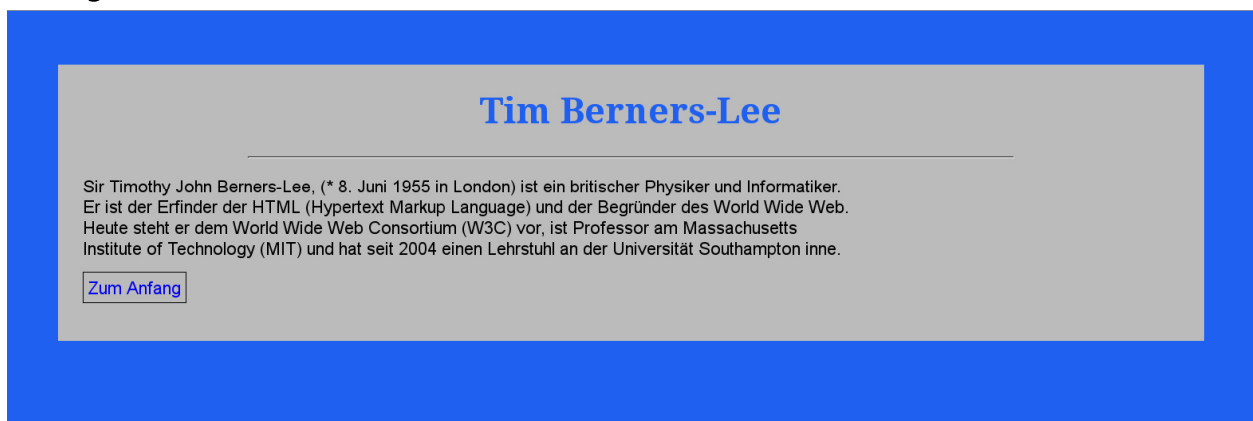 Tim Berners-Lee
Sir Timothy John Berners-Lee, (* 8. Juni 1955 in London) ist ein britischer Physiker und Informatiker.
Er ist der Erfinder der HTML (Hypertext Markup Language) und der Begründer des World Wide Web.
Heute steht er dem World Wide Web Consortium (W3C) vor, ist Professor am Massachusetts
Institute of Technology (MIT) und hat seit 2004 einen Lehrstuhl an der Universität Southampton inne.
Zum Anfang